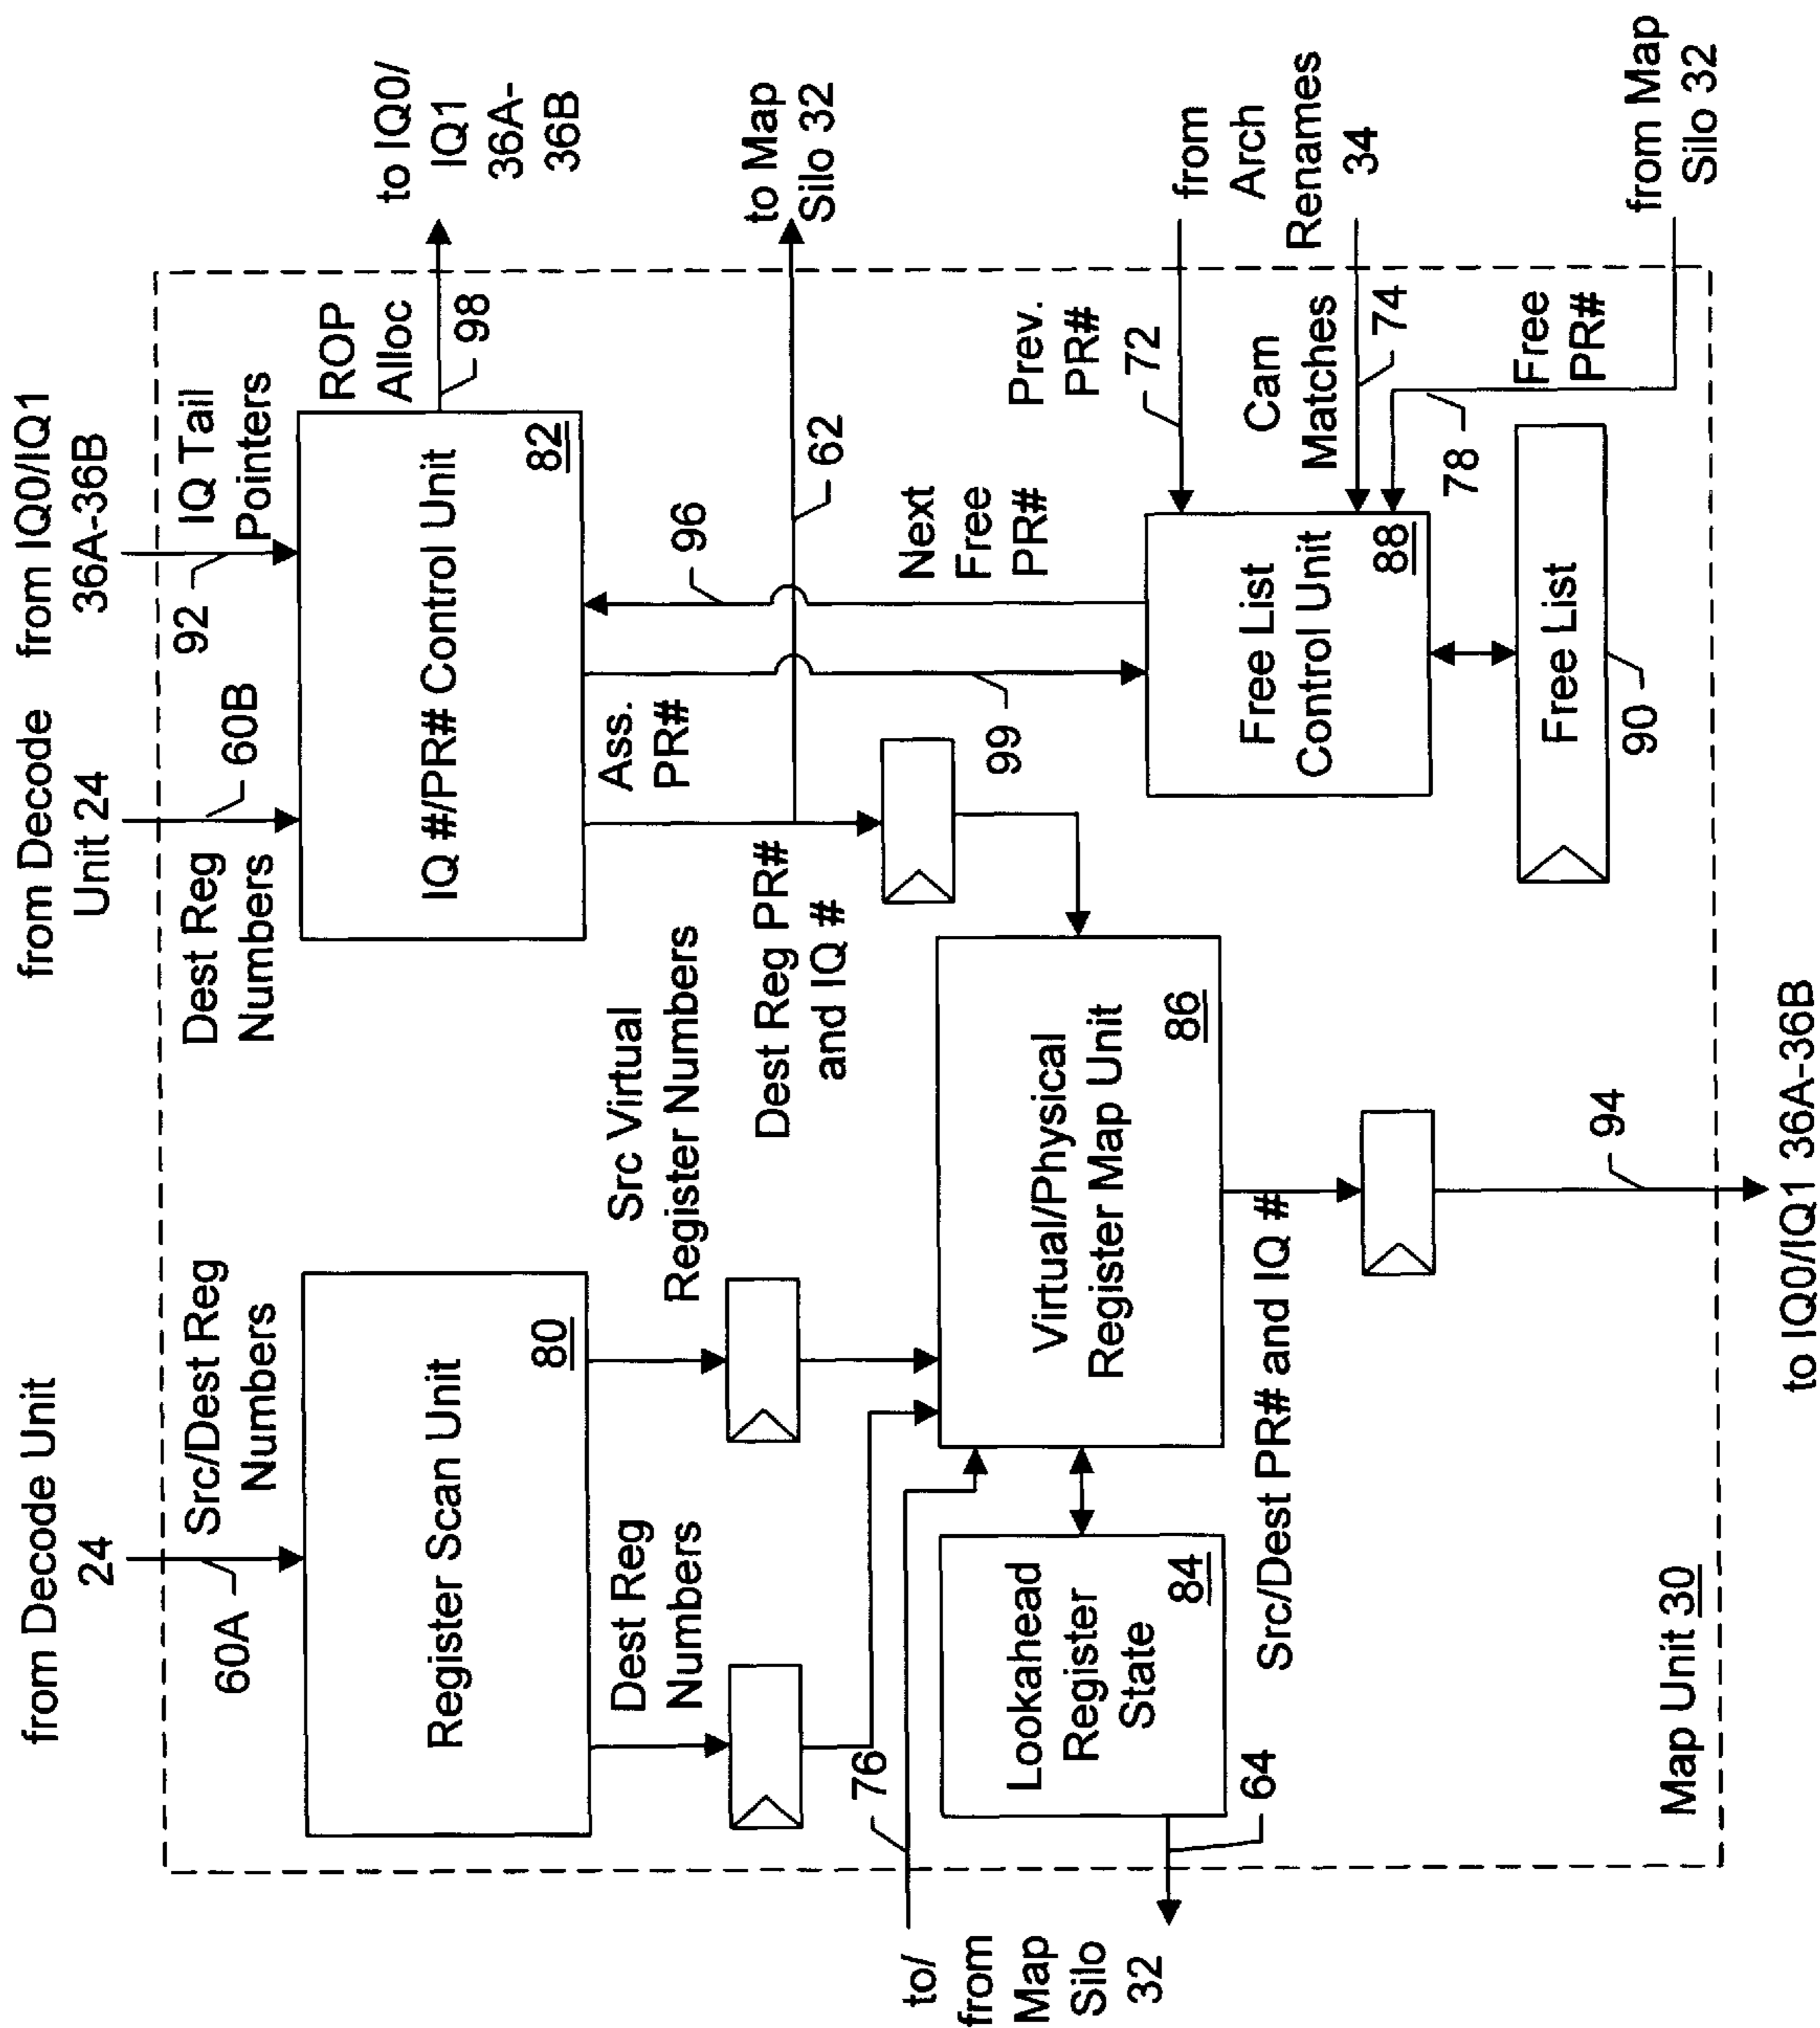 from Decode Unit
24
from Decode
Unit 24
from IQ0/IQ1
36A-36B
60A
Src/Dest Reg
Numbers
Dest Reg
Numbers
60B
92
IQ Tail
Pointers
ROP
Alloc
98
to IQ0/
IQ1
36A-
36B
Register Scan Unit
80
IQ #/PR# Control Unit
82
Dest Reg
Numbers
Src Virtual
Register Numbers
Ass.
PR#
96
62
to Map
Silo 32
Dest Reg PR#
and IQ #
Next
Free
PR#
99
Prev.
PR#
72
from
Arch
Renames
34
Cam
Matches
74
76
to/
from
Map
Silo
32
Lookahead
Register
State
84
64
Virtual/Physical
Register Map Unit
86
Free List
Control Unit
88
78
Free
PR#
from Map
Silo 32
Src/Dest PR# and IQ #
Free List
90
94
Map Unit 30
to IQ0/IQ1 36A-36B